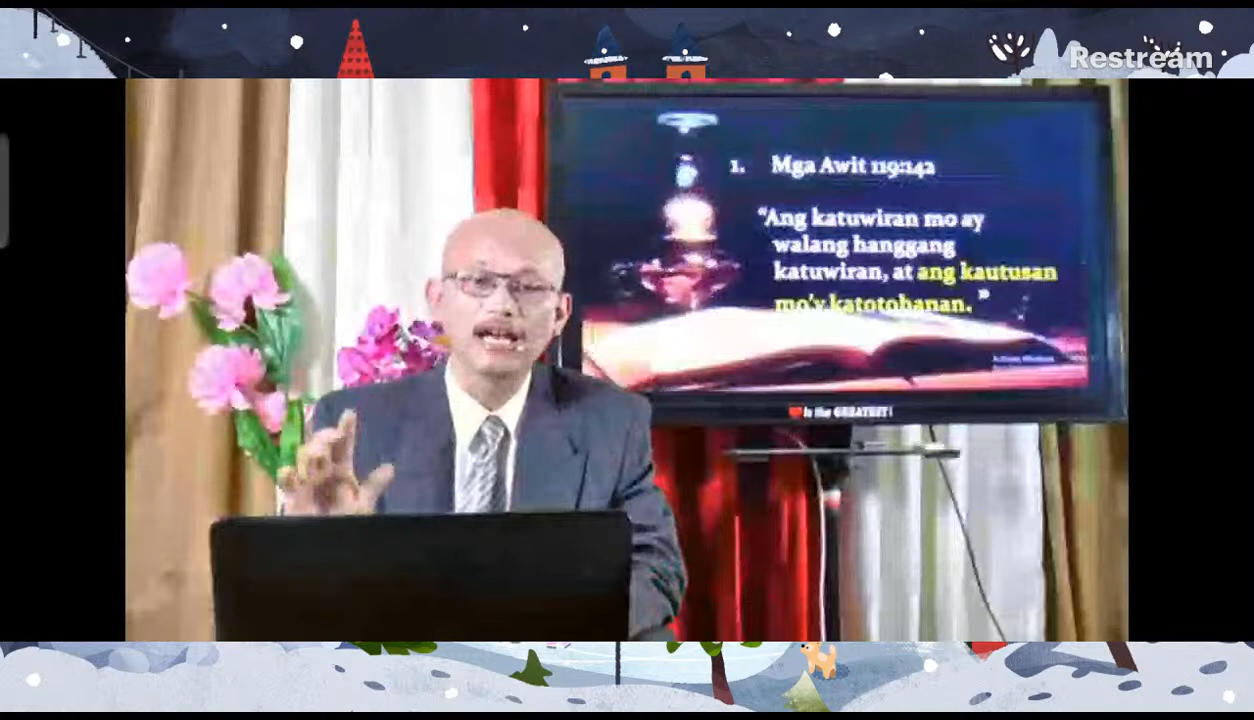 Restream
1. Mga Awit 119:142
“Ang katuwiran mo ay
walang hanggang
katuwiran, at ang kautusan
mo'y katotohanan. ”
is the GREATEST!